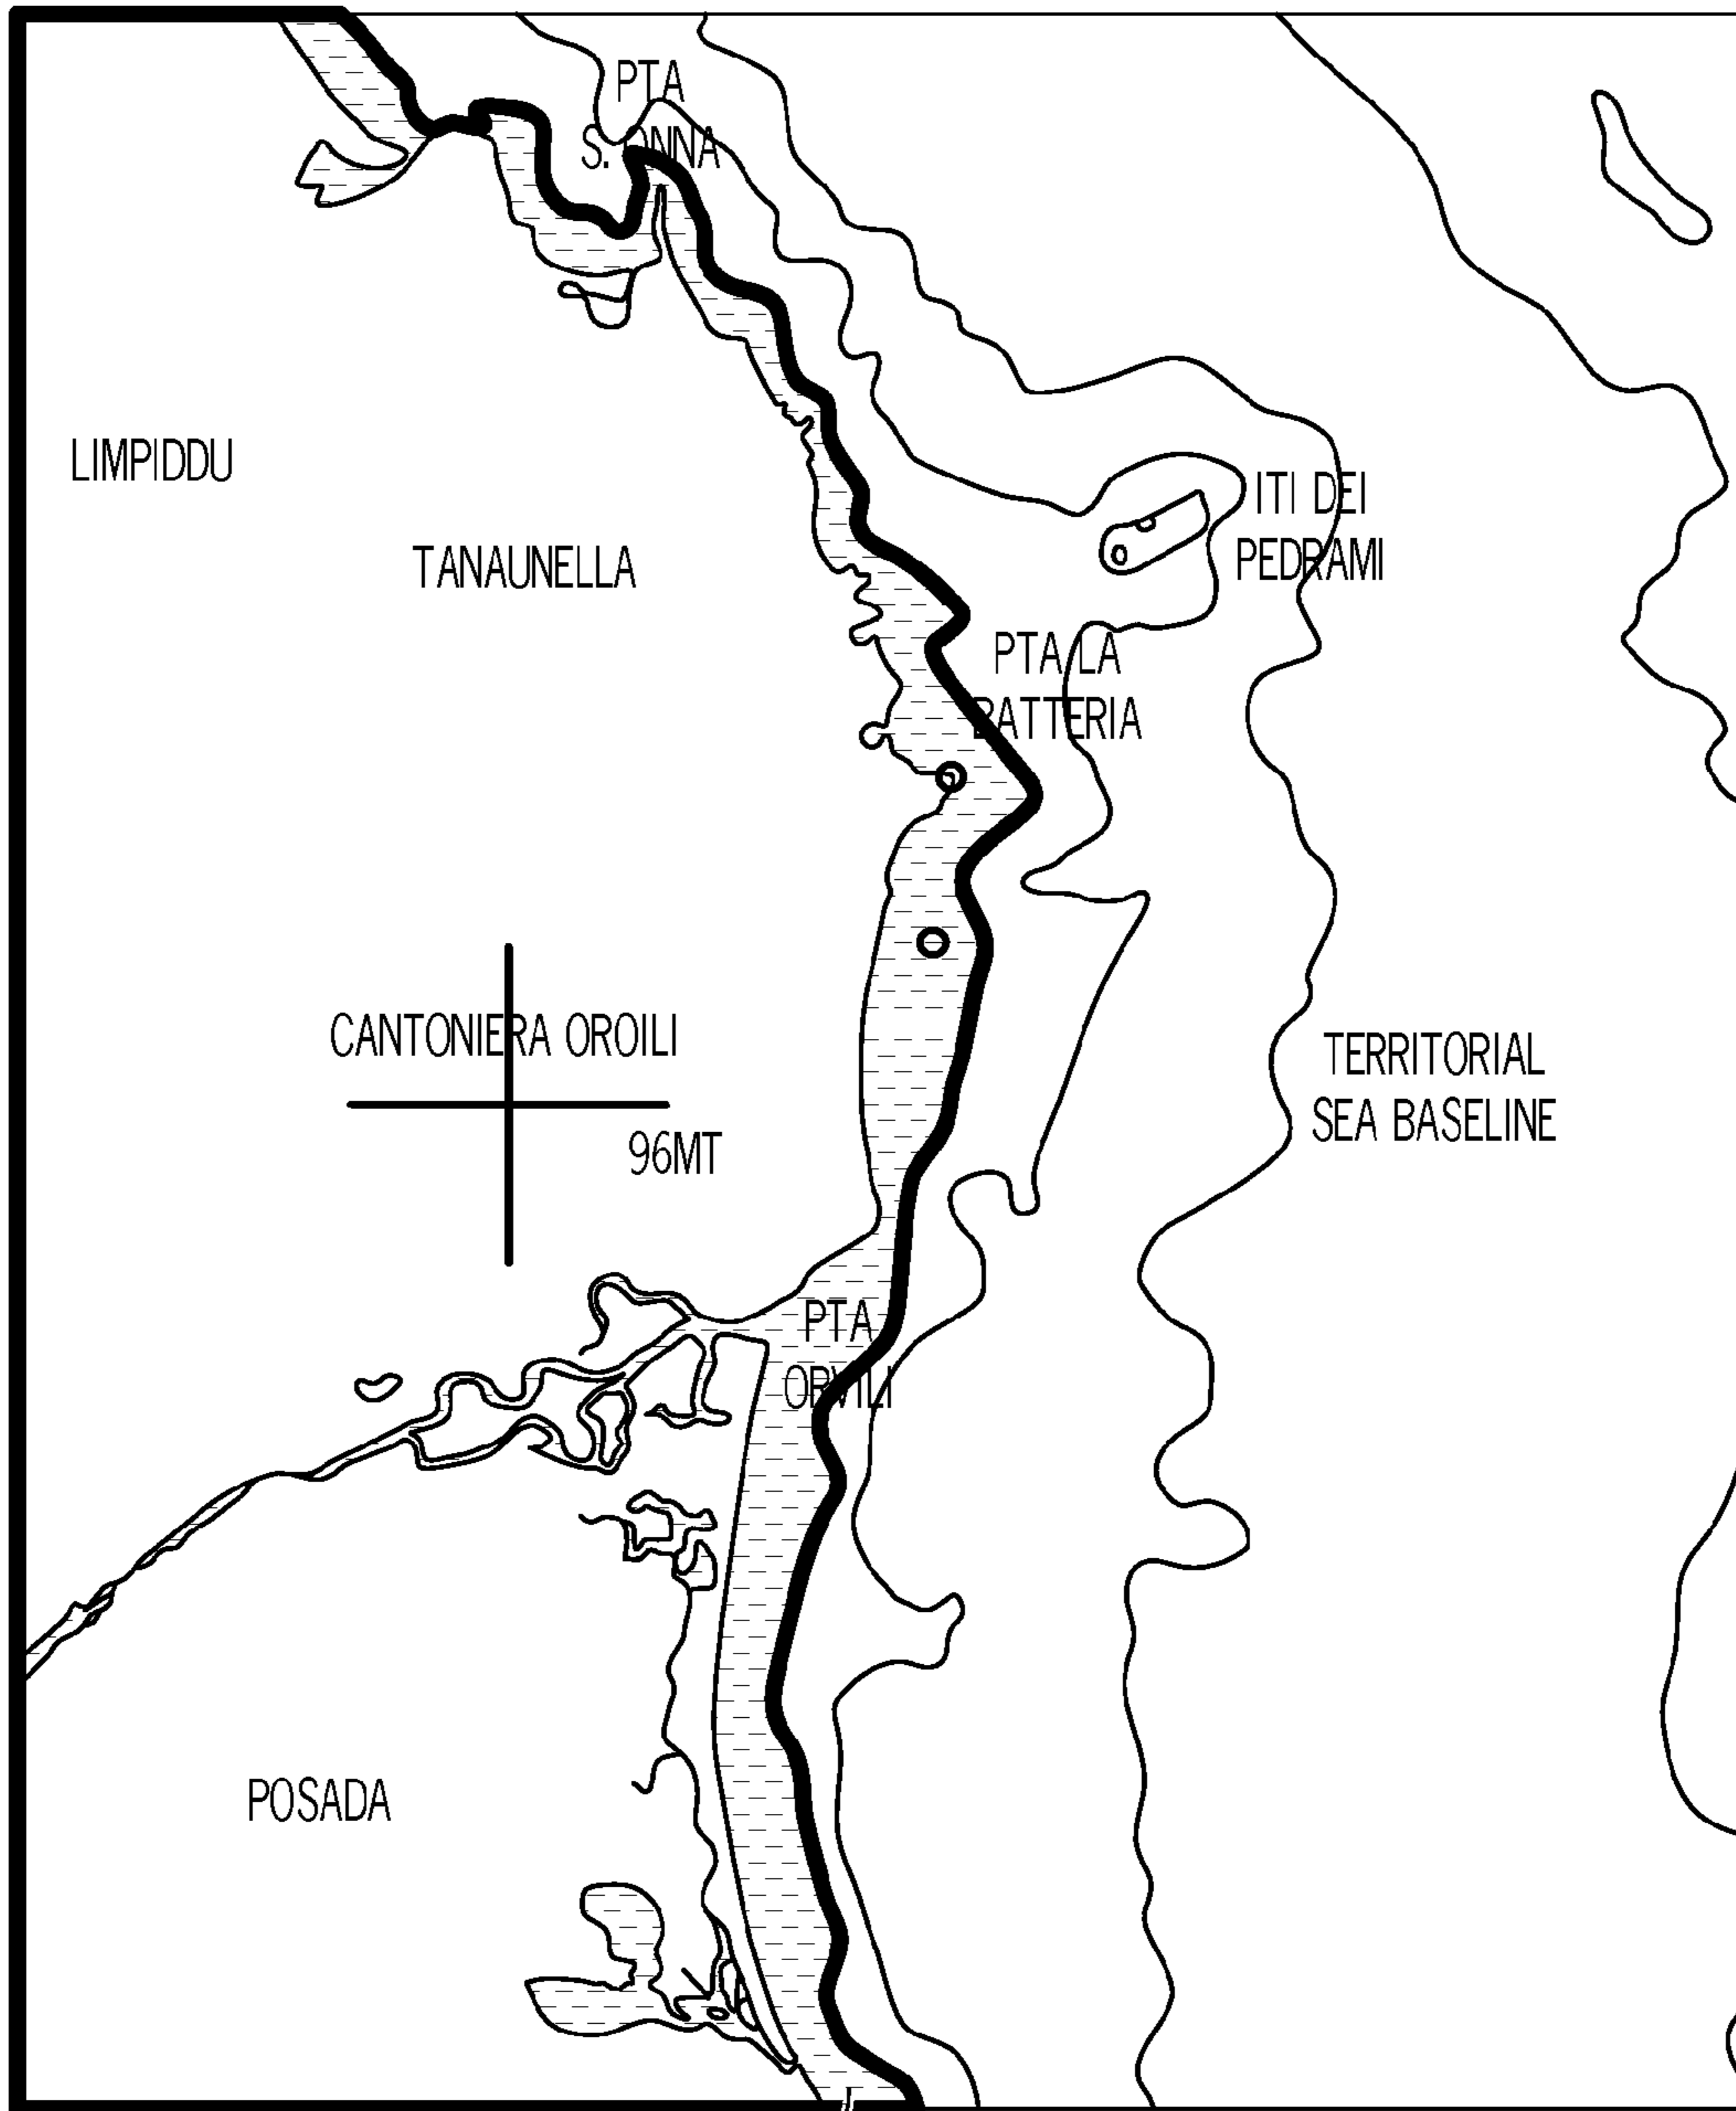 PTA
S. ONNA
LIMPIDDU
TANAUNELLA
ITI DEI
PEDRAMI
PTA LA
BATTERIA
CANTONIERA OROILI
96MT
TERRITORIAL
SEA BASELINE
PTA
ORVILI
POSADA